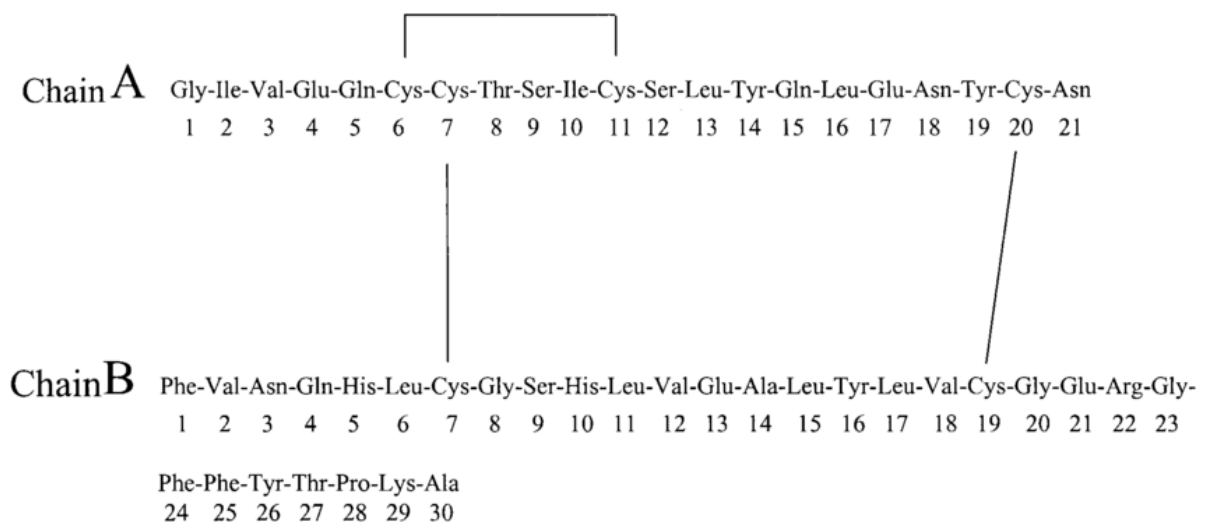 Chain A Gly-Ile-Val-Glu-Gln-Cys-Cys-Thr-Ser-Ile-Cys-Ser-Leu-Tyr-Gln-Leu-Glu-Asn-Tyr-Cys-Asn
1 2 3 4 5 6 7 8 9 10 11 12 13 14 15 16 17 18 19 20 21
Chain B Phe-Val-Asn-Gln-His-Leu-Cys-Gly-Ser-His-Leu-Val-Glu-Ala-Leu-Tyr-Leu-Val-Cys-Gly-Glu-Arg-Gly-
1 2 3 4 5 6 7 8 9 10 11 12 13 14 15 16 17 18 19 20 21 22 23
Phe-Phe-Tyr-Thr-Pro-Lys-Ala
24 25 26 27 28 29 30